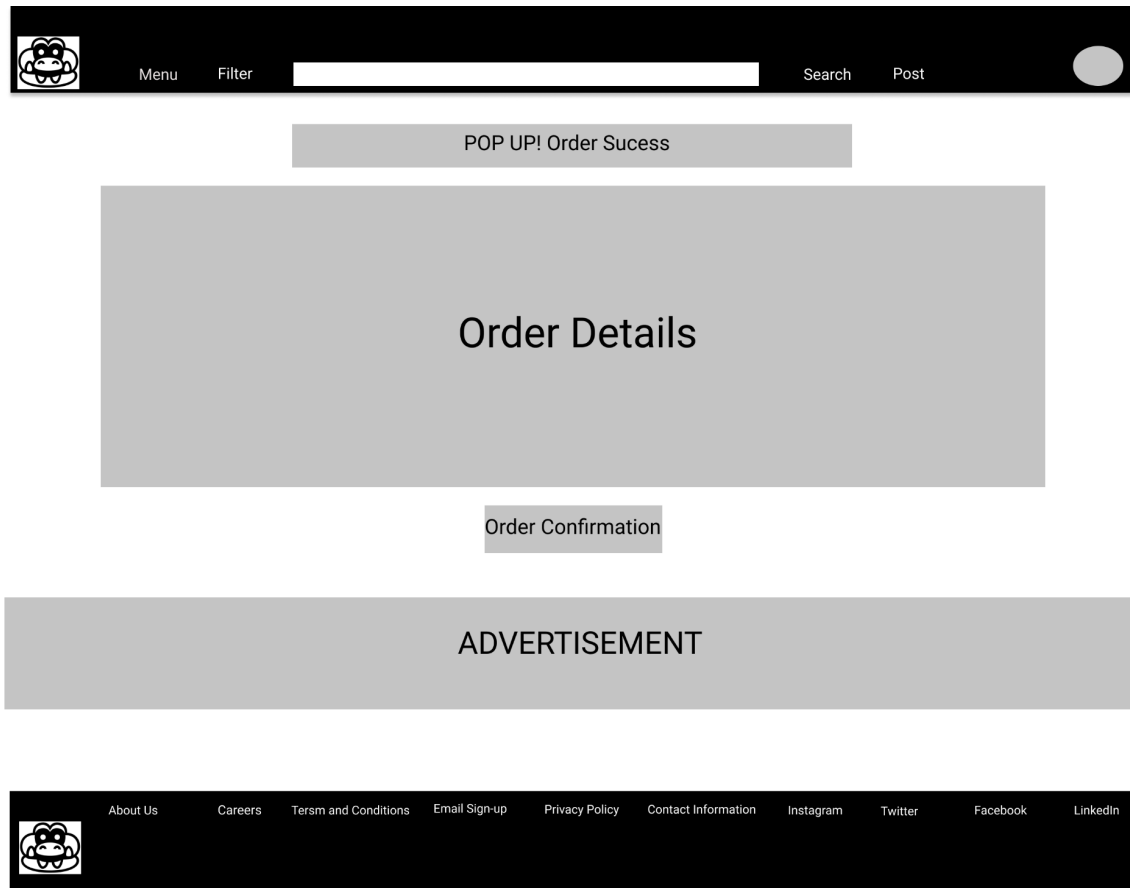 Menu Filter Search Post
POP UP! Order Sucess
Order Details
Order Confirmation
ADVERTISEMENT
About Us Careers Tersm and Conditions Email Sign-up Privacy Policy Contact Information Instagram Twitter Facebook LinkedIn